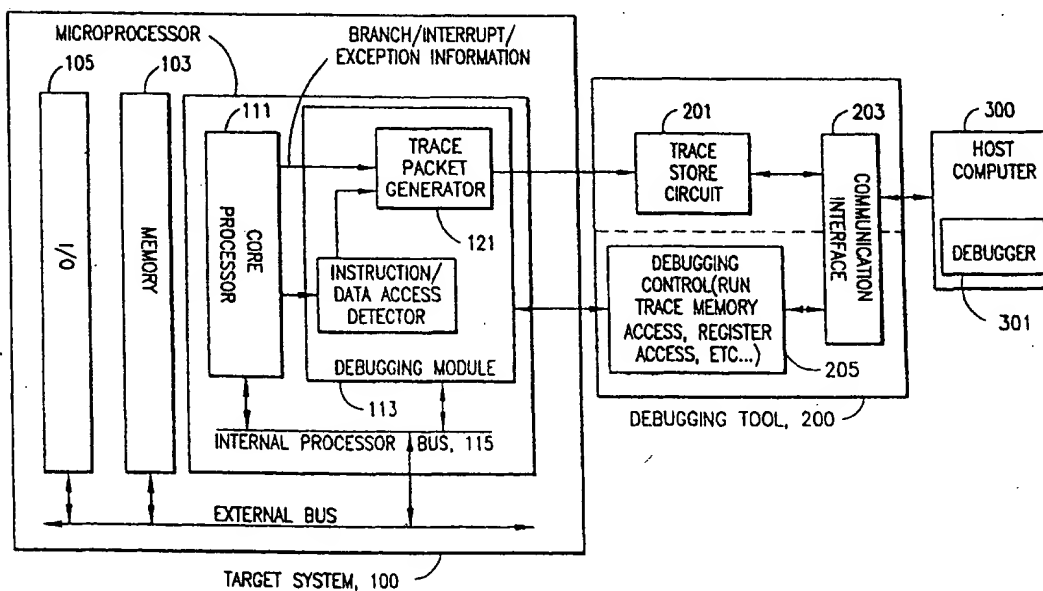 MICROPROCESSOR
BRANCH/INTERRUPT/
EXCEPTION INFORMATION
105
103
111
I/O
MEMORY
CORE
PROCESSOR
TRACE
PACKET
GENERATOR
121
INSTRUCTION/
DATA ACCESS
DETECTOR
DEBUGGING MODULE
113
INTERNAL PROCESSOR BUS, 115
EXTERNAL BUS
TARGET SYSTEM, 100
201
TRACE
STORE
CIRCUIT
203
COMMUNICATION
INTERFACE
DEBUGGING
CONTROL(RUN
TRACE MEMORY
ACCESS, REGISTER
ACCESS, ETC...)
205
DEBUGGING TOOL, 200
300
HOST
COMPUTER
DEBUGGER
301